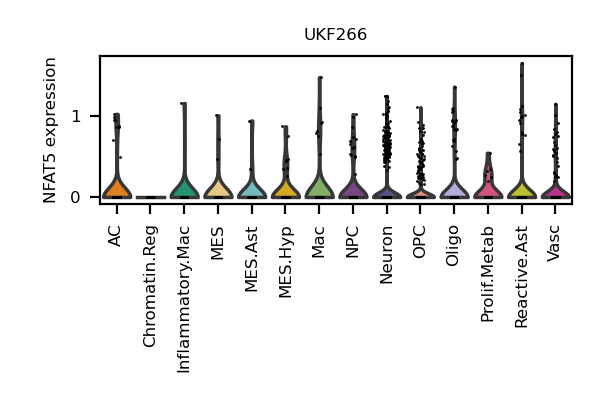 UKF266
NFAT5 expression
1
0
AC
Chromatin.Reg
Inflammatory.Mac
MES
MES.Ast
MES.Hyp
Mac
NPC
Neuron
OPC
Oligo
Prolif.Metab
Reactive.Ast
Vasc